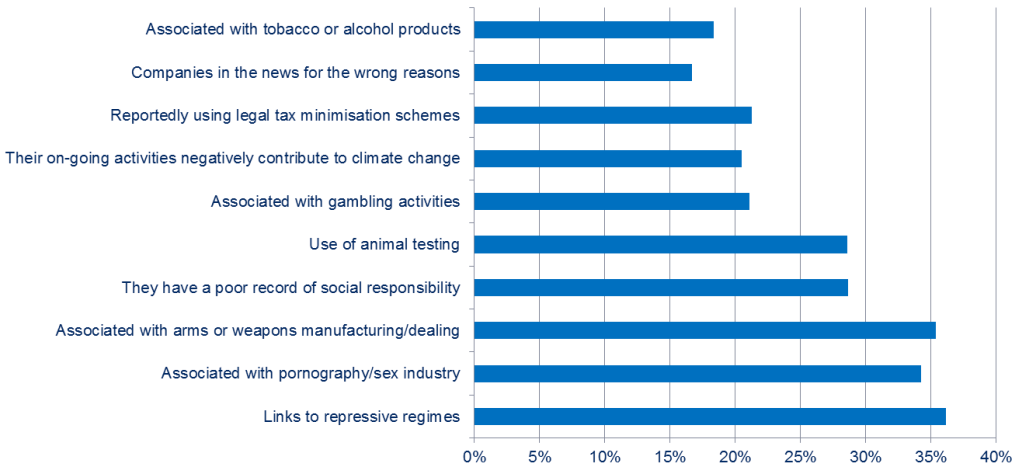 Associated with tobacco or alcohol products
Companies in the news for the wrong reasons
Reportedly using legal tax minimisation schemes
Their on-going activities negatively contribute to climate change
Associated with gambling activities
Use of animal testing
They have a poor record of social responsibility
Associated with arms or weapons manufacturing/dealing
Associated with pornography/sex industry
Links to repressive regimes
0% 5% 10% 15% 20% 25% 30% 35% 40%